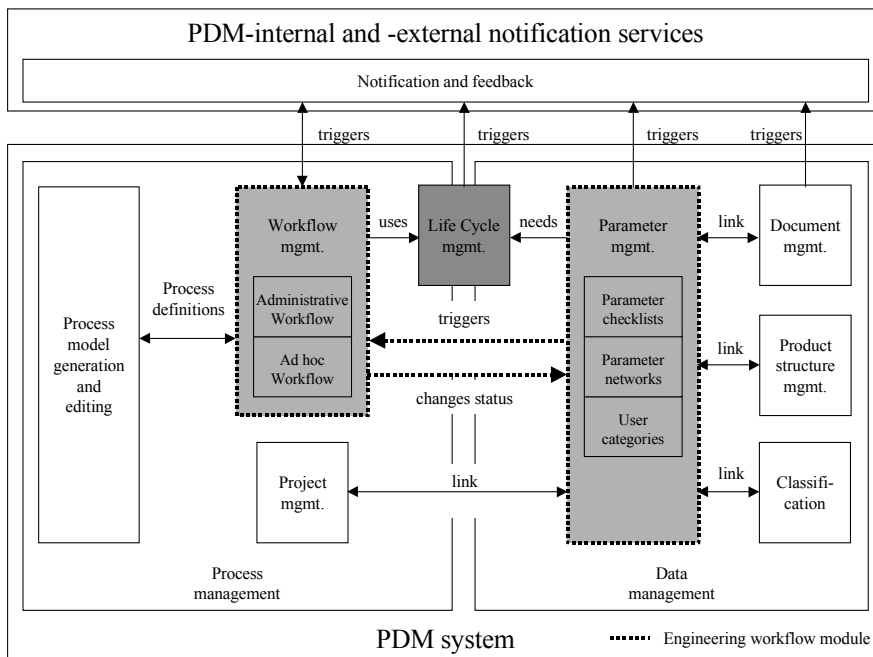 PDM-internal and -external notification services
Notification and feedback
triggers
triggers
triggers
triggers
Workflow
mgmt.
uses
Life Cycle
mgmt.
needs
Parameter
mgmt.
link
Document
mgmt.
Process
definitions
Administrative
Workflow
Ad hoc
Workflow
triggers
changes status
Parameter
checklists
Parameter
networks
User
categories
link
Product
structure
mgmt.
Process
model
generation
and
editing
Project
mgmt.
link
link
Classifi-
cation
Process
management
Data
management
PDM system
Engineering workflow module